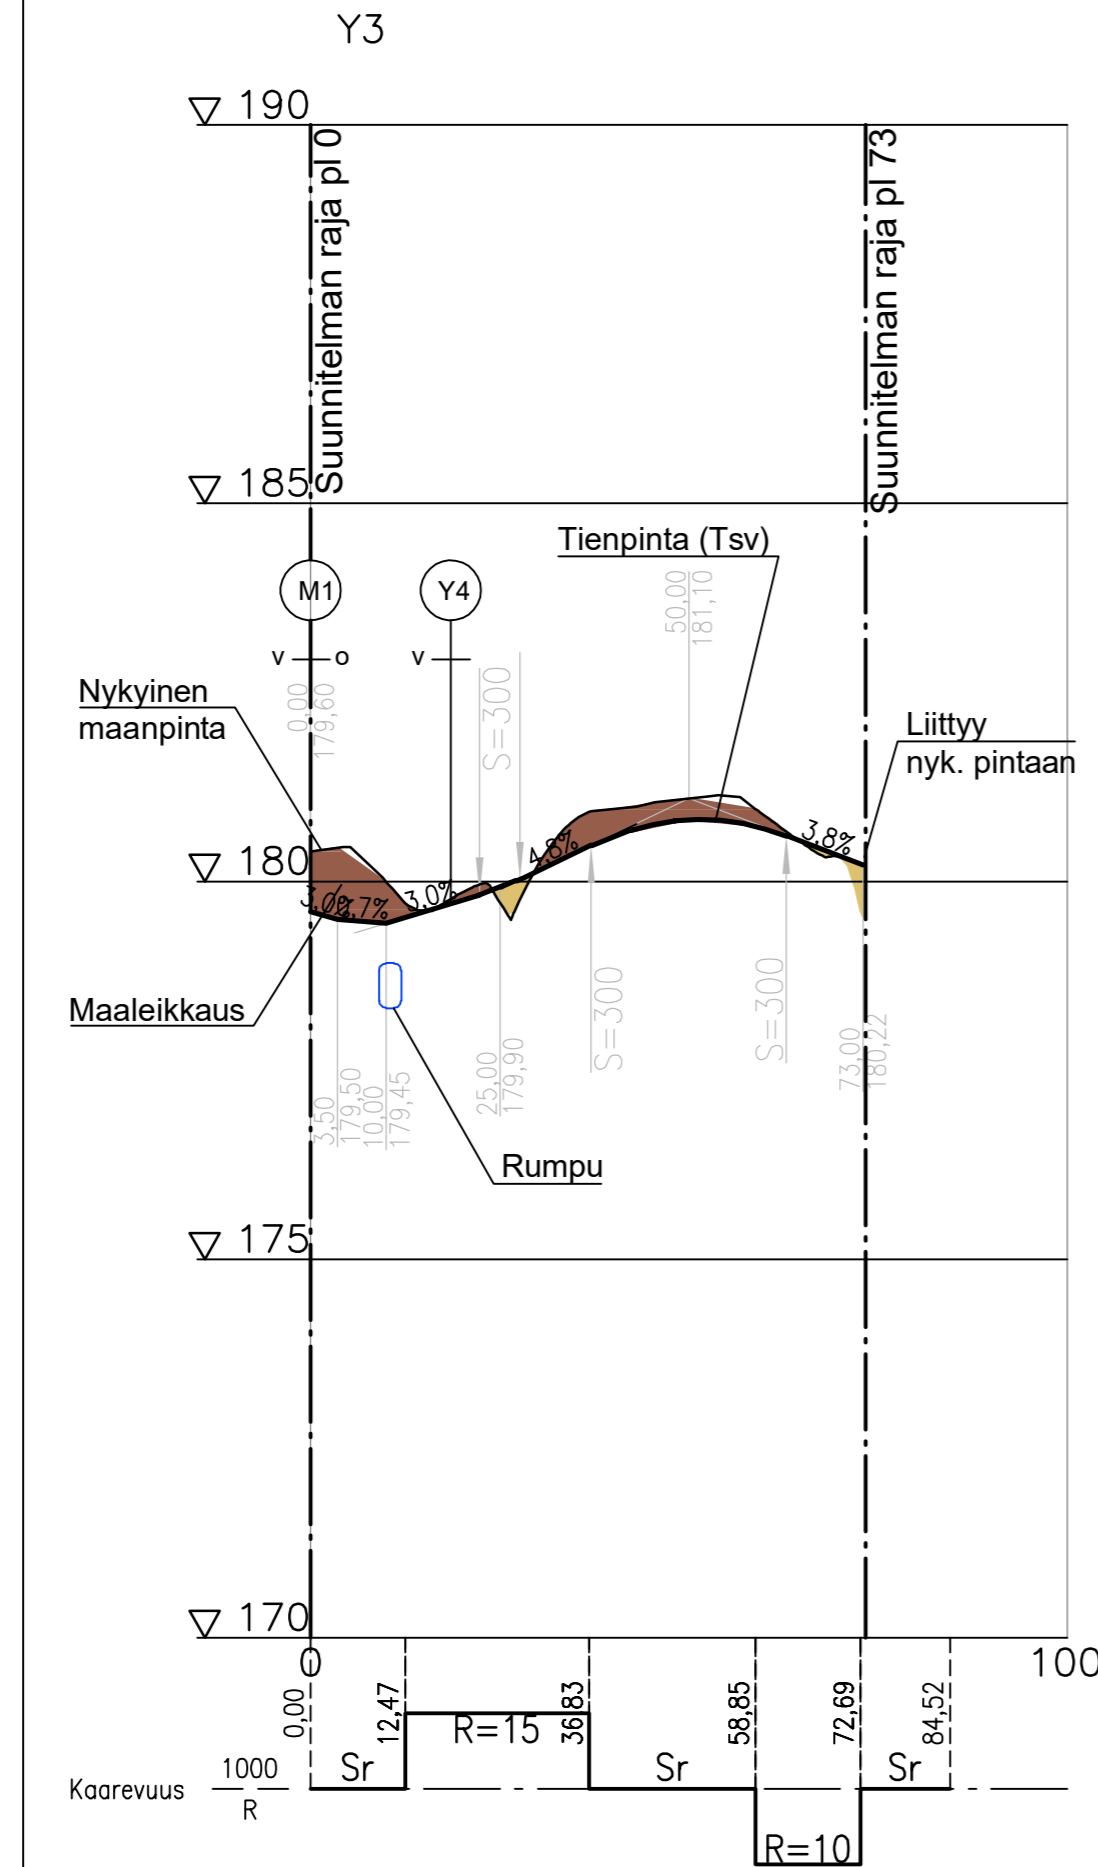 Y3
190
Suunnitelman raja pl 0
Suunnitelman raja pl 73
185
Tienpinta (Tsv)
50,00
181,10
M1
Y4
v
o
v
S=300
Nykyinen
maanpinta
0,00
179,60
Liittyy
nyk. pintaan
180
3,0%
0,7%
3,0%
4,8%
3,8%
Maaleikkaus
S=300
S=300
3,50
179,50
10,00
179,45
25,00
179,90
73,00
180,22
Rumpu
175
170
0
100
0,00
12,47
36,83
58,85
72,69
84,52
R=15
Kaarevuus
1000
R
Sr
Sr
Sr
R=10